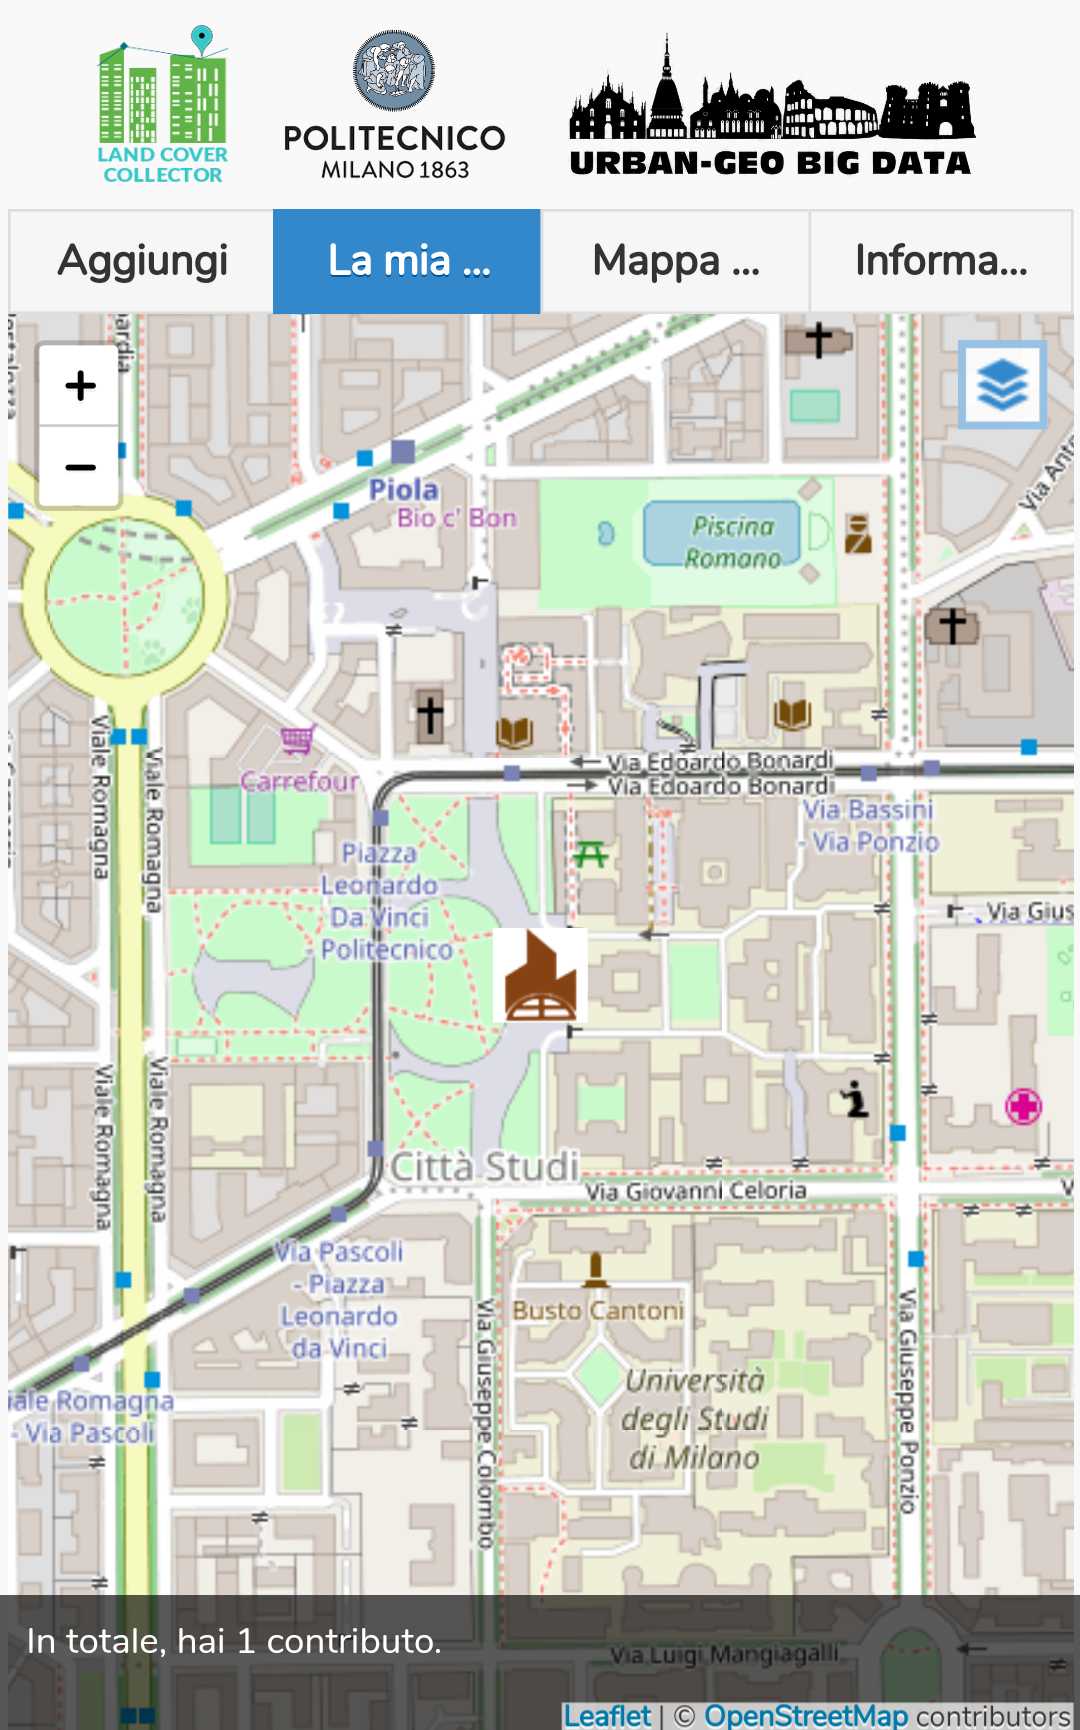 LAND COVER
COLLECTOR
POLITECNICO
MILANO 1863
URBAN-GEO BIG DATA
Aggiungi
La mia ...
Mappa ...
Informa...
+
−
Piola
Bio c' Bon
Piscina
Romano
Via Anto
Viale Romagna
Viale Romagna
Carrefour
Via Edoardo Bonardi
Via Edoardo Bonardi
Via Bassini
- Via Ponzio
Piazza
Leonardo
Da Vinci
- Politecnico
Via Gius
Viale Romagna
Viale Romagna
Città Studi
Via Giovanni Celoria
V
Via Pascoli
- Piazza
Leonardo
da Vinci
Busto Cantoni
Via Giuseppe Colombo
Via Giuseppe Ponzio
Università
degli Studi
di Milano
iale Romagna
- Via Pascoli
In totale, hai 1 contributo.
Via Luigi Mangiagalli
Leaflet | © OpenStreetMap contributors